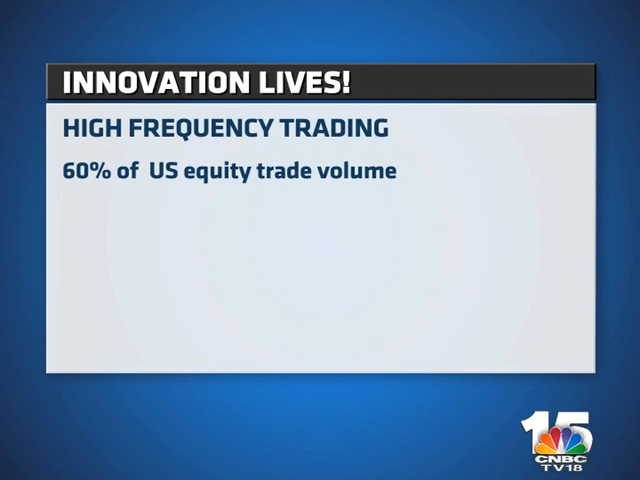 INNOVATION LIVES!
HIGH FREQUENCY TRADING
60% of US equity trade volume
15
CNBC
TV18